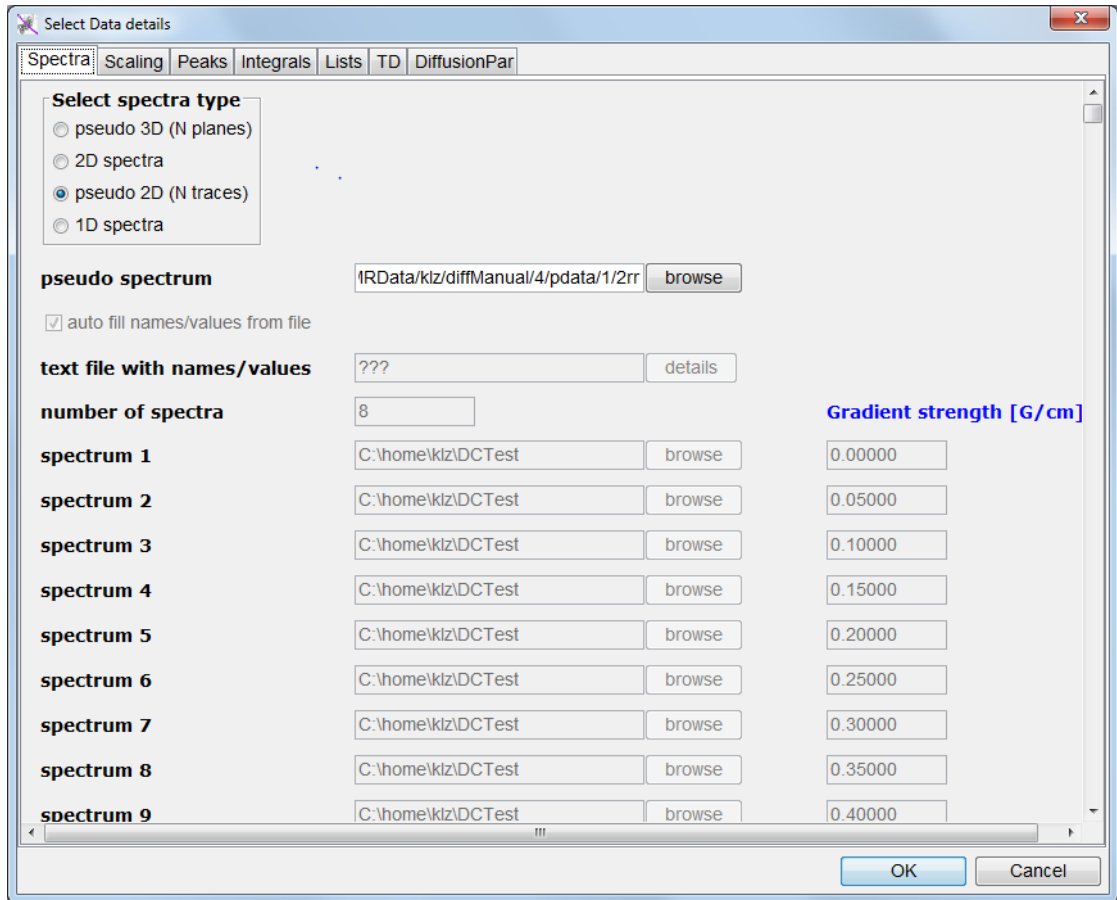 Select Data details
Spectra Scaling Peaks Integrals Lists TD DiffusionPar
Select spectra type
pseudo 3D (N planes)
2D spectra
pseudo 2D (N traces)
1D spectra
pseudo spectrum /IRData/klz/diffManual/4/pdata/1/2rr browse
auto fill names/values from file
text file with names/values ??? details
number of spectra 8 Gradient strength [G/cm]
spectrum 1 C:\home\klz\DCTest browse 0.00000
spectrum 2 C:\home\klz\DCTest browse 0.05000
spectrum 3 C:\home\klz\DCTest browse 0.10000
spectrum 4 C:\home\klz\DCTest browse 0.15000
spectrum 5 C:\home\klz\DCTest browse 0.20000
spectrum 6 C:\home\klz\DCTest browse 0.25000
spectrum 7 C:\home\klz\DCTest browse 0.30000
spectrum 8 C:\home\klz\DCTest browse 0.35000
spectrum 9 C:\home\klz\DCTest browse 0.40000
OK Cancel